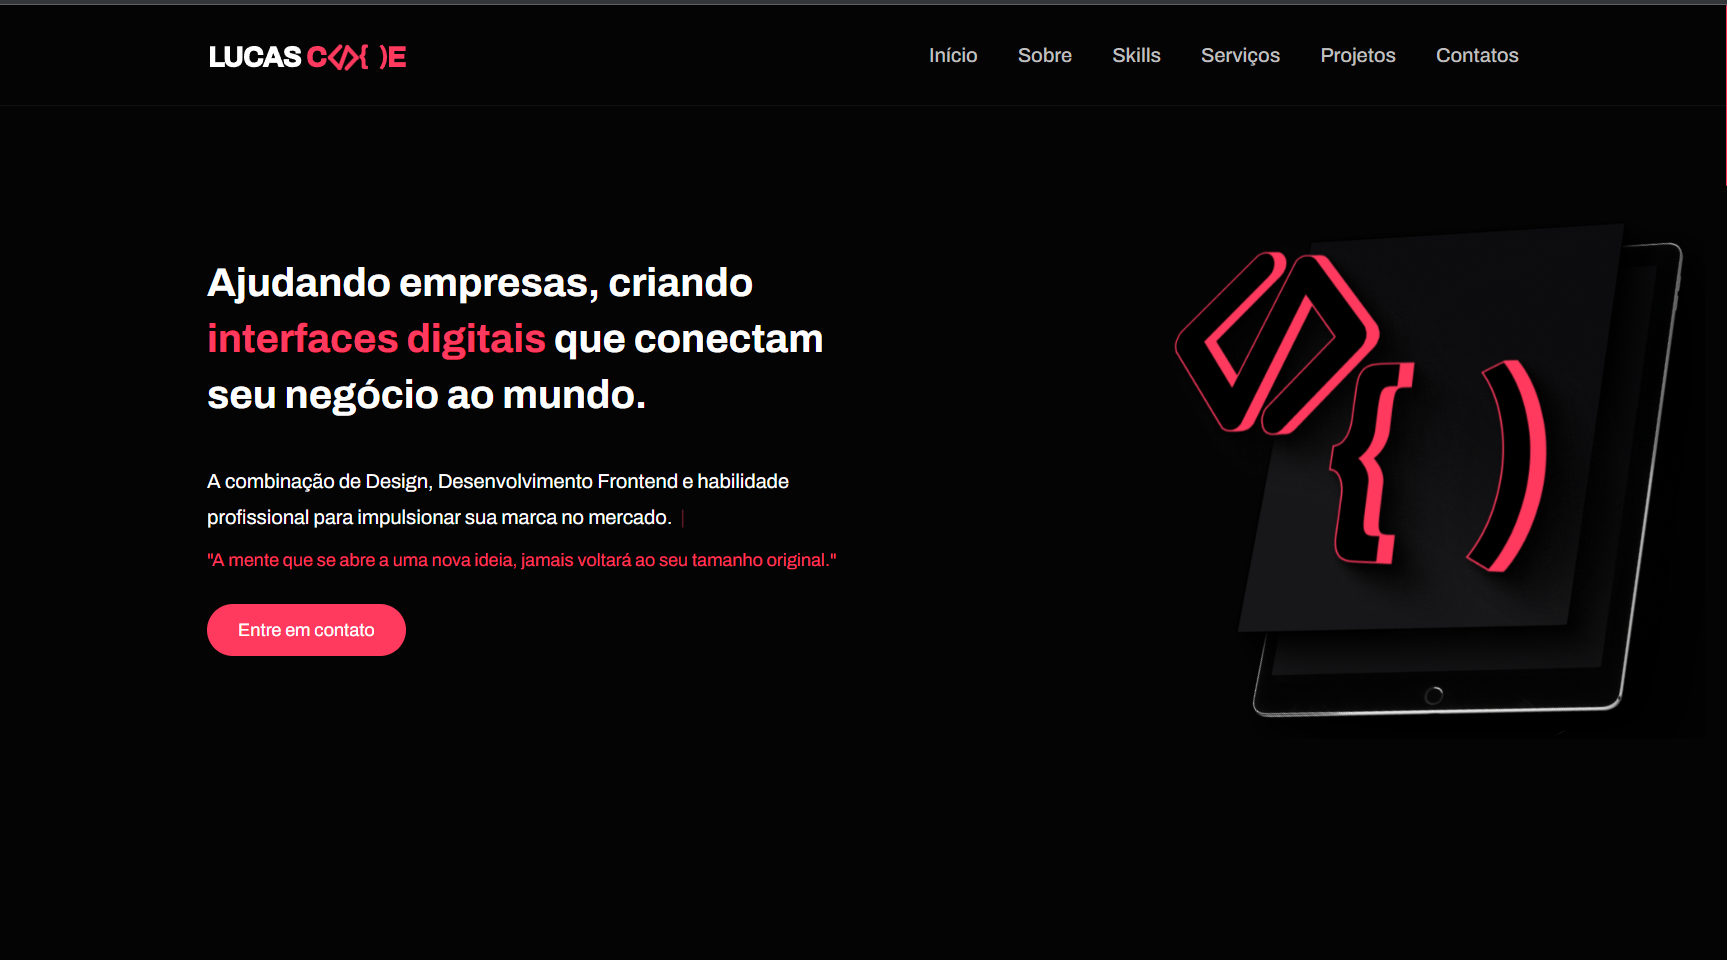 LUCAS C</>{ )E
Início Sobre Skills Serviços Projetos Contatos
Ajudando empresas, criando
interfaces digitais que conectam
seu negócio ao mundo.
A combinação de Design, Desenvolvimento Frontend e habilidade
profissional para impulsionar sua marca no mercado. |
"A mente que se abre a uma nova ideia, jamais voltará ao seu tamanho original."
Entre em contato
</>
{ )